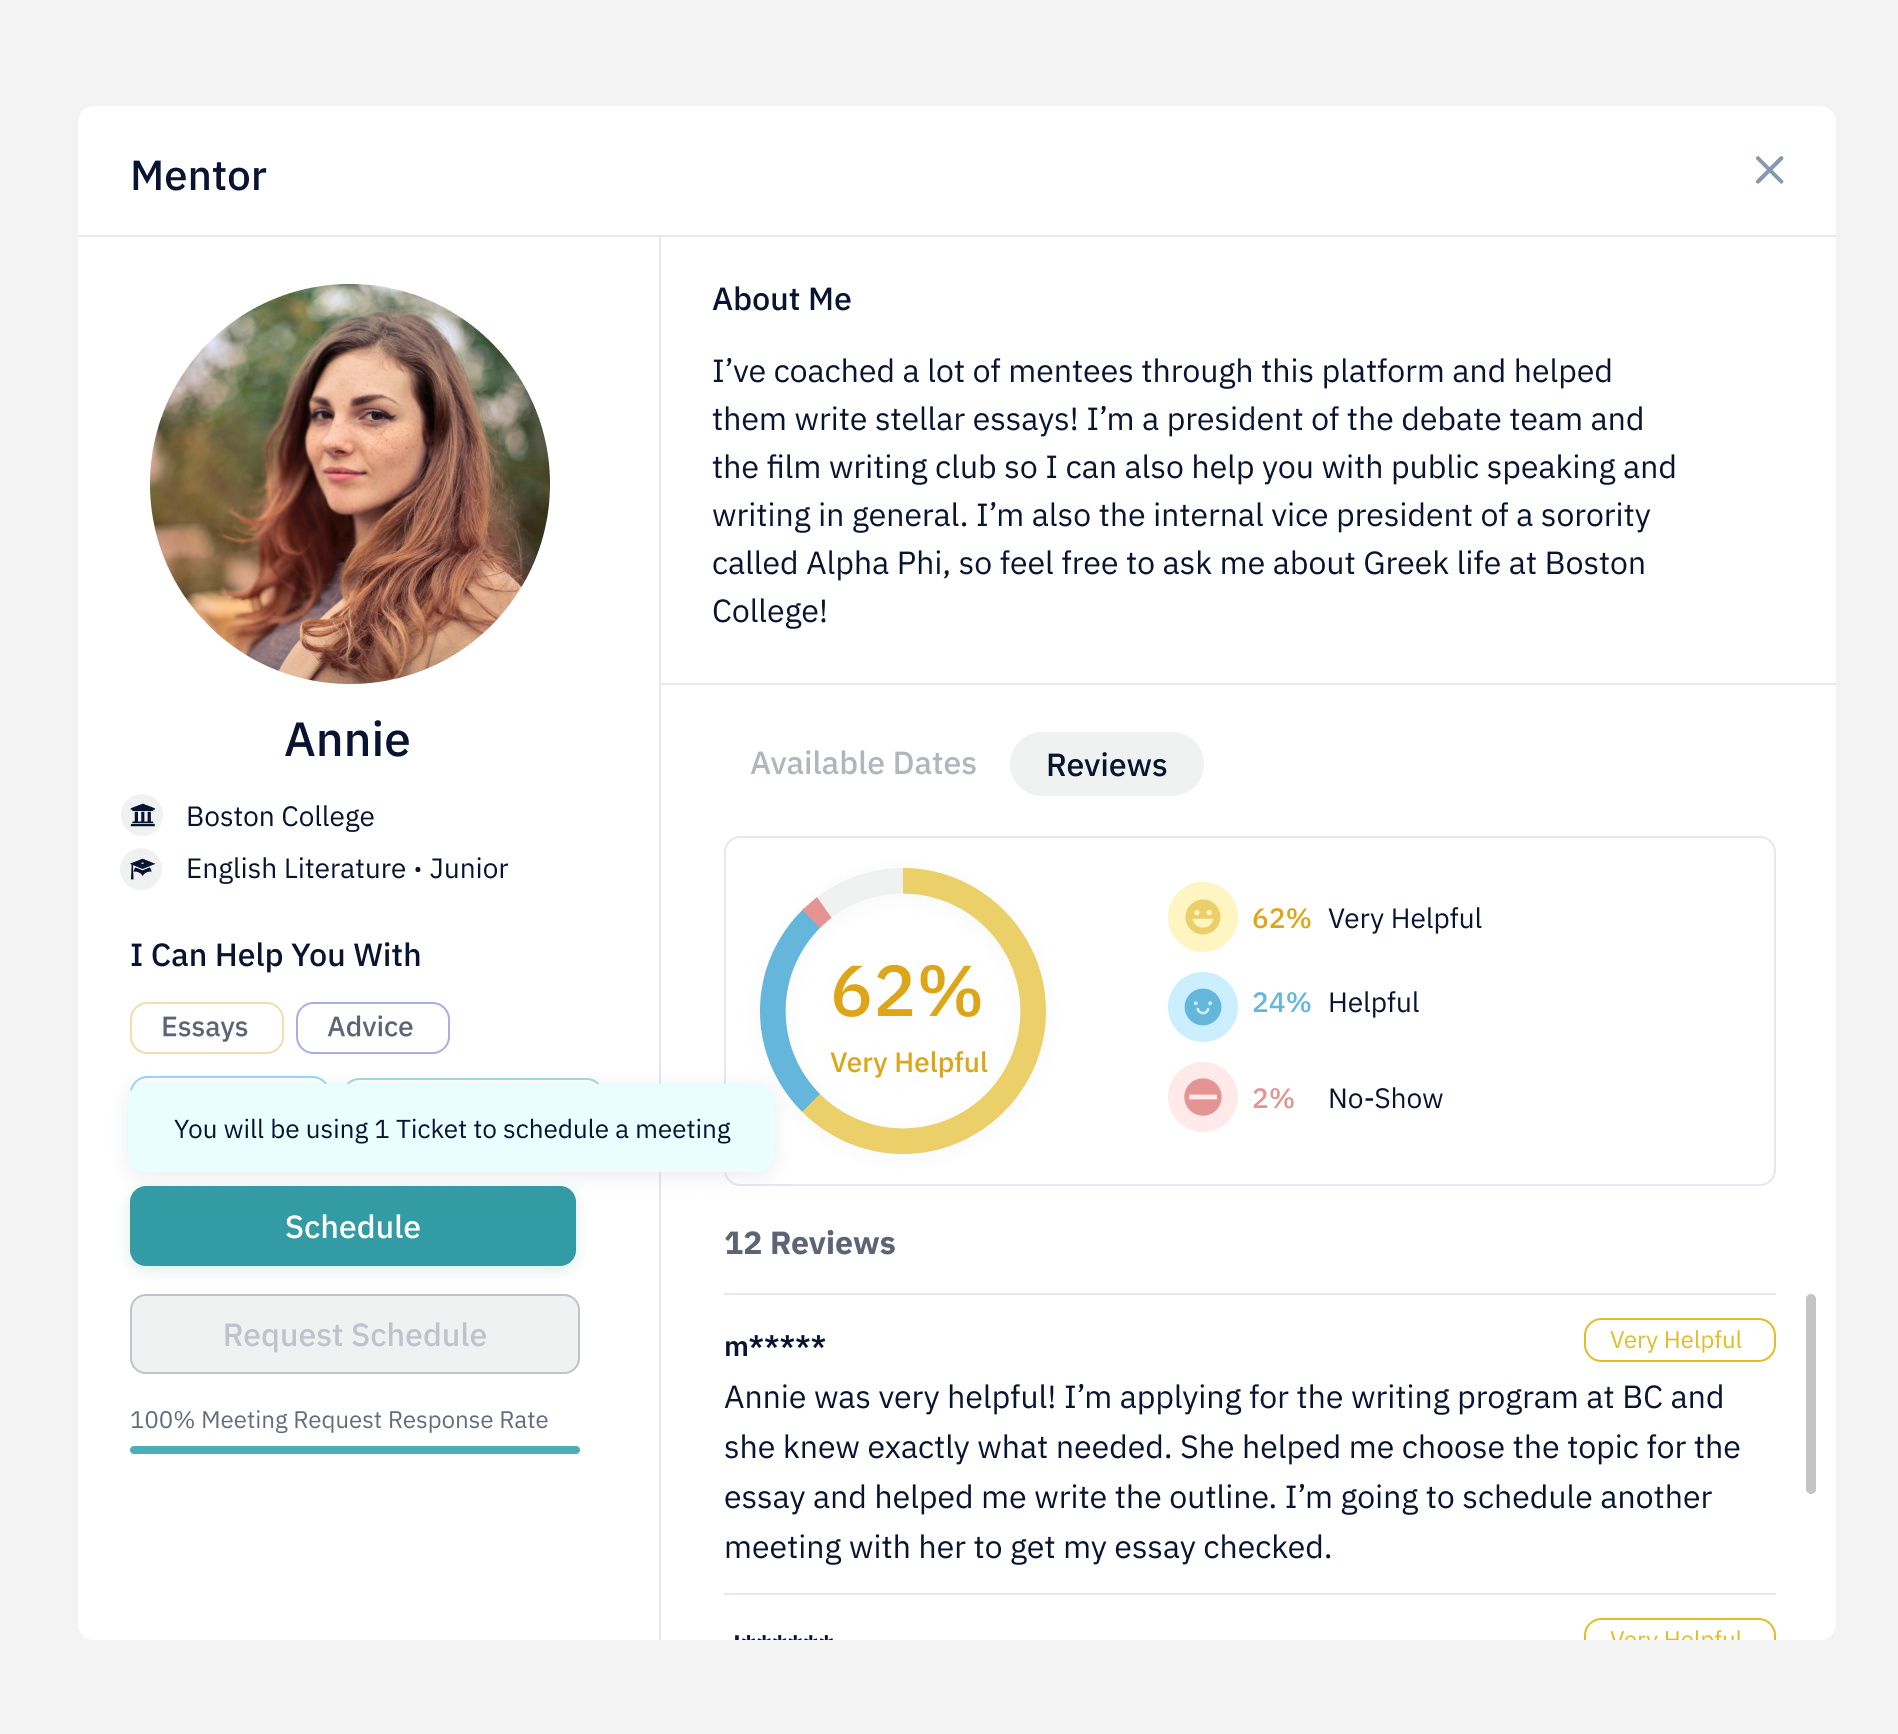 Mentor
Annie
Boston College
English Literature • Junior
I Can Help You With
Essays
Advice
You will be using 1 Ticket to schedule a meeting
Schedule
Request Schedule
100% Meeting Request Response Rate
About Me
I’ve coached a lot of mentees through this platform and helped
them write stellar essays! I’m a president of the debate team and
the film writing club so I can also help you with public speaking and
writing in general. I’m also the internal vice president of a sorority
called Alpha Phi, so feel free to ask me about Greek life at Boston
College!
Available Dates
Reviews
62%
Very Helpful
62% Very Helpful
24% Helpful
2% No-Show
12 Reviews
m*****
Very Helpful
Annie was very helpful! I’m applying for the writing program at BC and
she knew exactly what needed. She helped me choose the topic for the
essay and helped me write the outline. I’m going to schedule another
meeting with her to get my essay checked.
Very Helpful